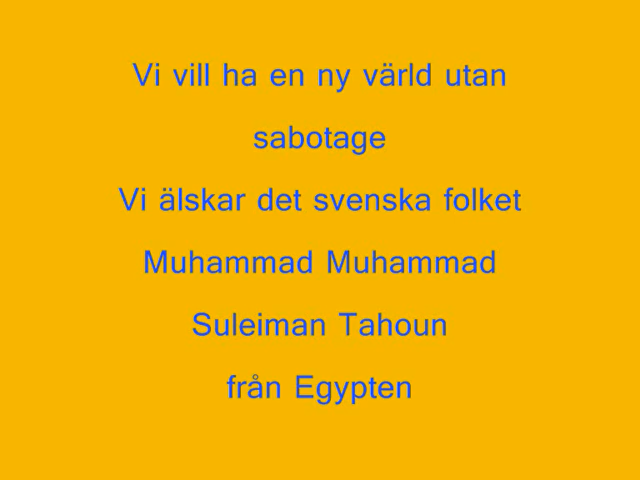 Vi vill ha en ny värld utan
sabotage
Vi älskar det svenska folket
Muhammad Muhammad
Suleiman Tahoun
från Egypten